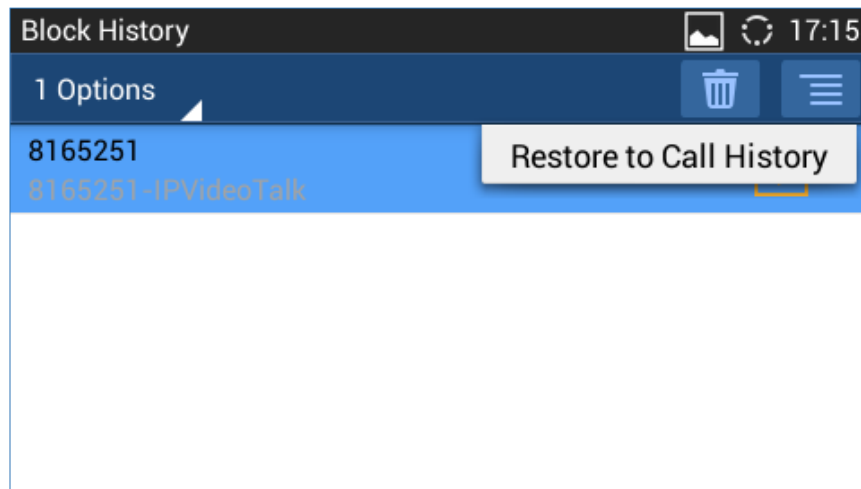 Block History 17:15
1 Options
8165251
Restore to Call History
8165251-IPVideoTalk